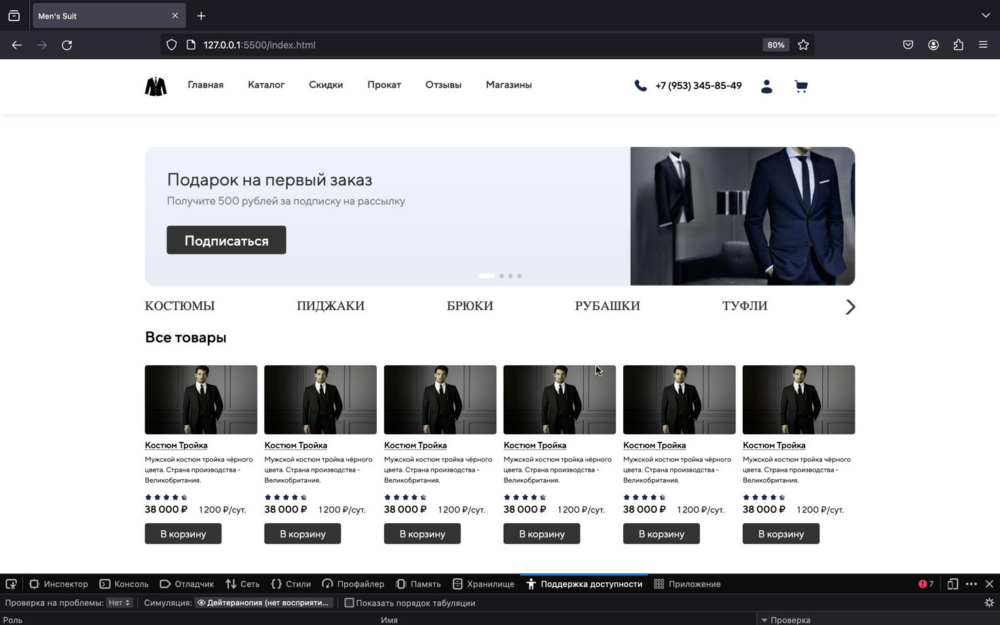 Men's Suit
127.0.0.1:5500/index.html
80%
Главная Каталог Скидки Прокат Отзывы Магазины +7 (953) 345-85-49
Подарок на первый заказ
Получите 500 рублей за подписку на рассылку
Подписаться
КОСТЮМЫ ПИДЖАКИ БРЮКИ РУБАШКИ ТУФЛИ
Все товары
Костюм Тройка Костюм Тройка Костюм Тройка Костюм Тройка Костюм Тройка Костюм Тройка
Мужской костюм тройка чёрного Мужской костюм тройка чёрного Мужской костюм тройка чёрного Мужской костюм тройка чёрного Мужской костюм тройка чёрного Мужской костюм тройка чёрного
цвета. Страна производства - цвета. Страна производства - цвета. Страна производства - цвета. Страна производства - цвета. Страна производства - цвета. Страна производства -
Великобритания. Великобритания. Великобритания. Великобритания. Великобритания. Великобритания.
38 000 ₽ 1 200 ₽/сут. 38 000 ₽ 1 200 ₽/сут. 38 000 ₽ 1 200 ₽/сут. 38 000 ₽ 1 200 ₽/сут. 38 000 ₽ 1 200 ₽/сут. 38 000 ₽ 1 200 ₽/сут.
В корзину В корзину В корзину В корзину В корзину В корзину
Инспектор Консоль Отладчик Сеть Стили Профайлер Память Хранилище Поддержка доступности Приложение 7
Проверка на проблемы: Нет Симуляция: Дейтеранопия (нет восприяти... Показать порядок табуляции
Роль Имя Проверка